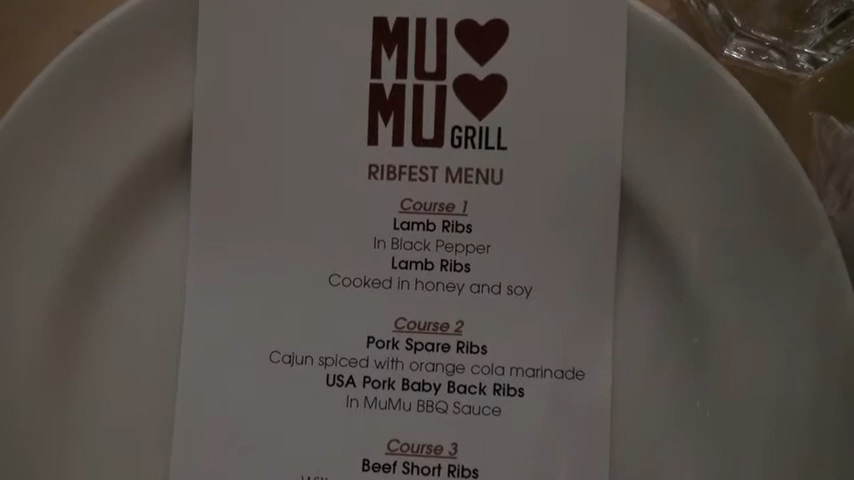 MU
MU GRILL
RIBFEST MENU
Course 1
Lamb Ribs
In Black Pepper
Lamb Ribs
Cooked in honey and soy
Course 2
Pork Spare Ribs
Cajun spiced with orange cola marinade
USA Pork Baby Back Ribs
In MuMu BBQ Sauce
Course 3
Beef Short Ribs